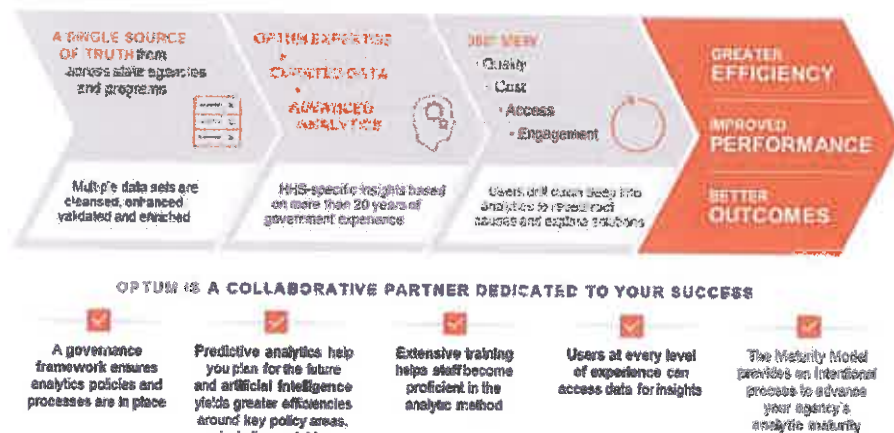 A SINGLE SOURCE
OF TRUTH from
across state agencies
and programs
Multiple data sets are
cleansed, enhanced
validated and enriched
OPTUM EXPERTISE
+
CURATED DATA
+
ADVANCED
ANALYTICS
HHS-specific insights based
on more than 20 years of
government experience
360° VIEW
• Quality
• Cost
• Access
• Engagement
Users drill down deep into
analytics to reveal root
causes and explore solutions
GREATER
EFFICIENCY
IMPROVED
PERFORMANCE
BETTER
OUTCOMES
OPTUM IS A COLLABORATIVE PARTNER DEDICATED TO YOUR SUCCESS
A governance
framework ensures
analytics policies and
processes are in place
Predictive analytics help
you plan for the future
and artificial intelligence
yields greater efficiencies
around key policy areas,
Extensive training
helps staff become
proficient in the
analytic method
Users at every level
of experience can
access data for insights
The Maturity Model
provides an intentional
process to advance
your agency's
analytic maturity